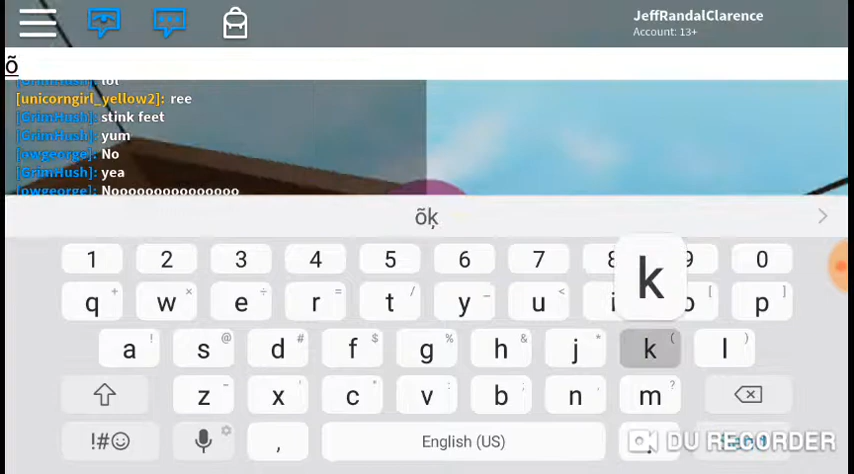 JeffRandalClarence
Account: 13+
õ
[GrimHush]: lol
[unicorngirl_yellow2]: ree
[GrimHush]: stink feet
[GrimHush]: yum
[owgeorge]: No
[GrimHush]: yea
[owgeorge]: Nooooooooooooooo
õķ
1 2 3 4 5 6 7 8 9 0
q + w × e ÷ r = t / y _ u < i o [ p ]
k
a ! s @ d # f $ g % h & j * k ( l )
z - x ' c " v : b ; n , m ?
!#☺ , English (US) .
DU RECORDER